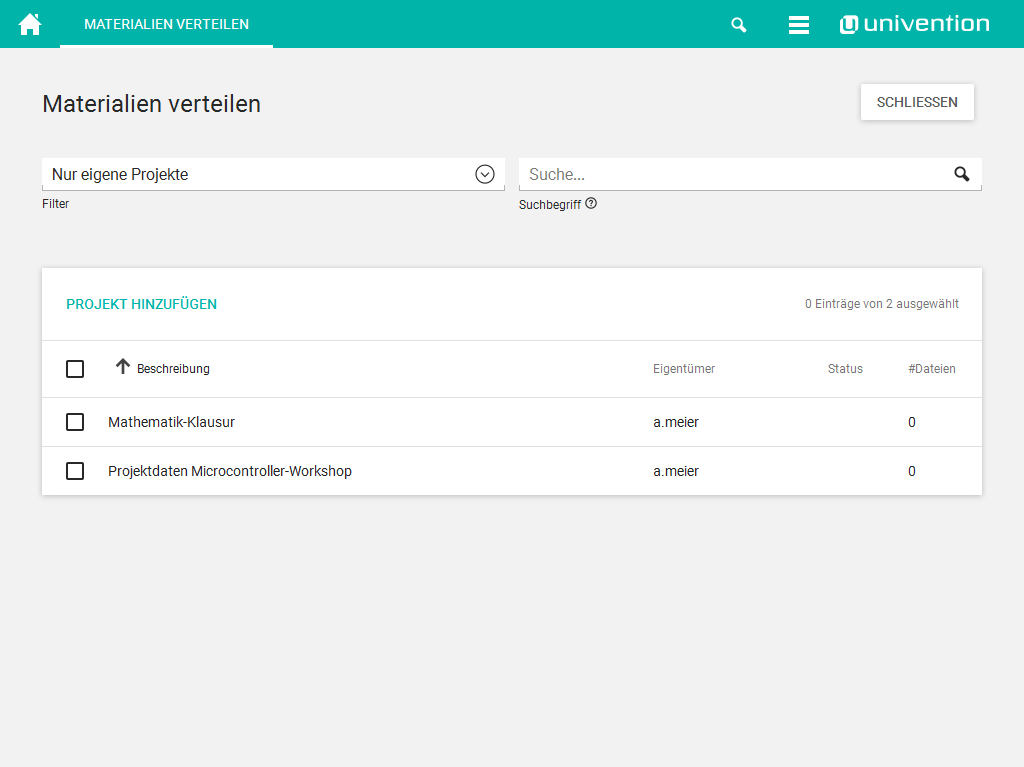 MATERIALIEN VERTEILEN
univention
Materialien verteilen
SCHLIESSEN
Nur eigene Projekte
Suche...
Filter
Suchbegriff
PROJEKT HINZUFÜGEN
0 Einträge von 2 ausgewählt
Beschreibung Eigentümer Status #Dateien
Mathematik-Klausur a.meier 0
Projektdaten Microcontroller-Workshop a.meier 0